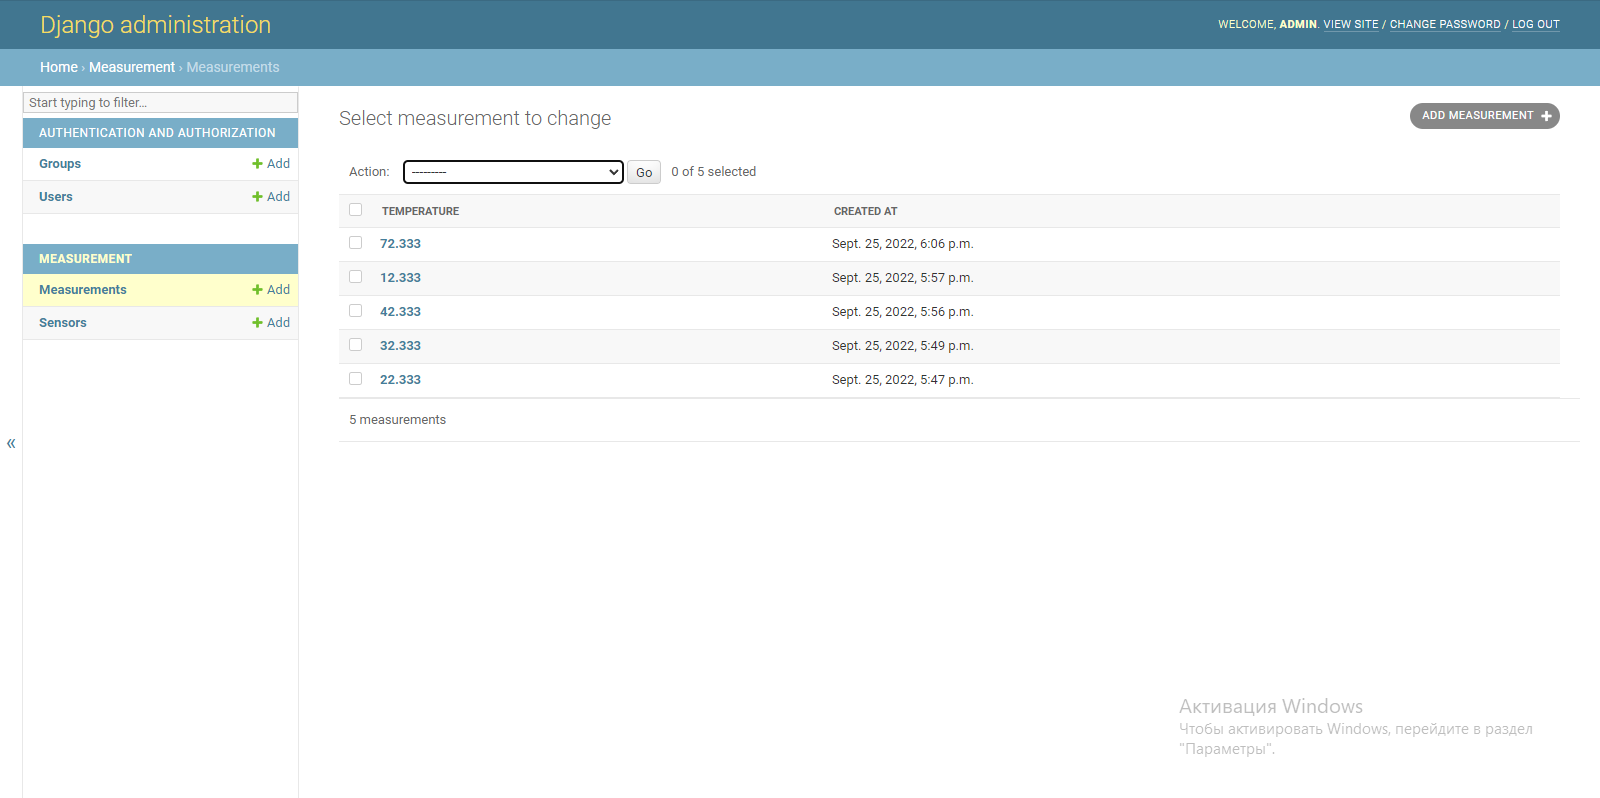 Django administration
WELCOME, ADMIN. VIEW SITE / CHANGE PASSWORD / LOG OUT
Home › Measurement › Measurements
Start typing to filter...
AUTHENTICATION AND AUTHORIZATION
Groups + Add
Users + Add
MEASUREMENT
Measurements + Add
Sensors + Add
«
Select measurement to change
ADD MEASUREMENT +
Action: --------- Go 0 of 5 selected
TEMPERATURE CREATED AT
72.333 Sept. 25, 2022, 6:06 p.m.
12.333 Sept. 25, 2022, 5:57 p.m.
42.333 Sept. 25, 2022, 5:56 p.m.
32.333 Sept. 25, 2022, 5:49 p.m.
22.333 Sept. 25, 2022, 5:47 p.m.
5 measurements
Активация Windows
Чтобы активировать Windows, перейдите в раздел
"Параметры".